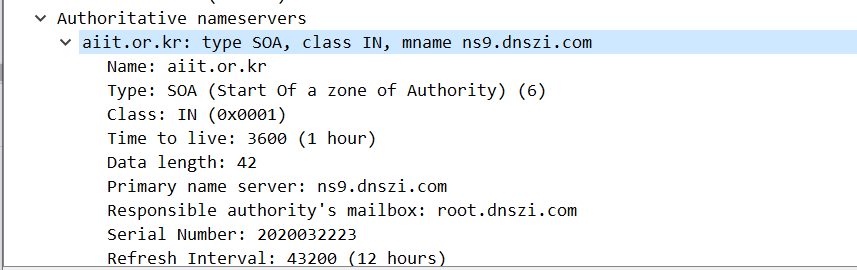 Authoritative nameservers
aiit.or.kr: type SOA, class IN, mname ns9.dnszi.com
Name: aiit.or.kr
Type: SOA (Start Of a zone of Authority) (6)
Class: IN (0x0001)
Time to live: 3600 (1 hour)
Data length: 42
Primary name server: ns9.dnszi.com
Responsible authority's mailbox: root.dnszi.com
Serial Number: 2020032223
Refresh Interval: 43200 (12 hours)